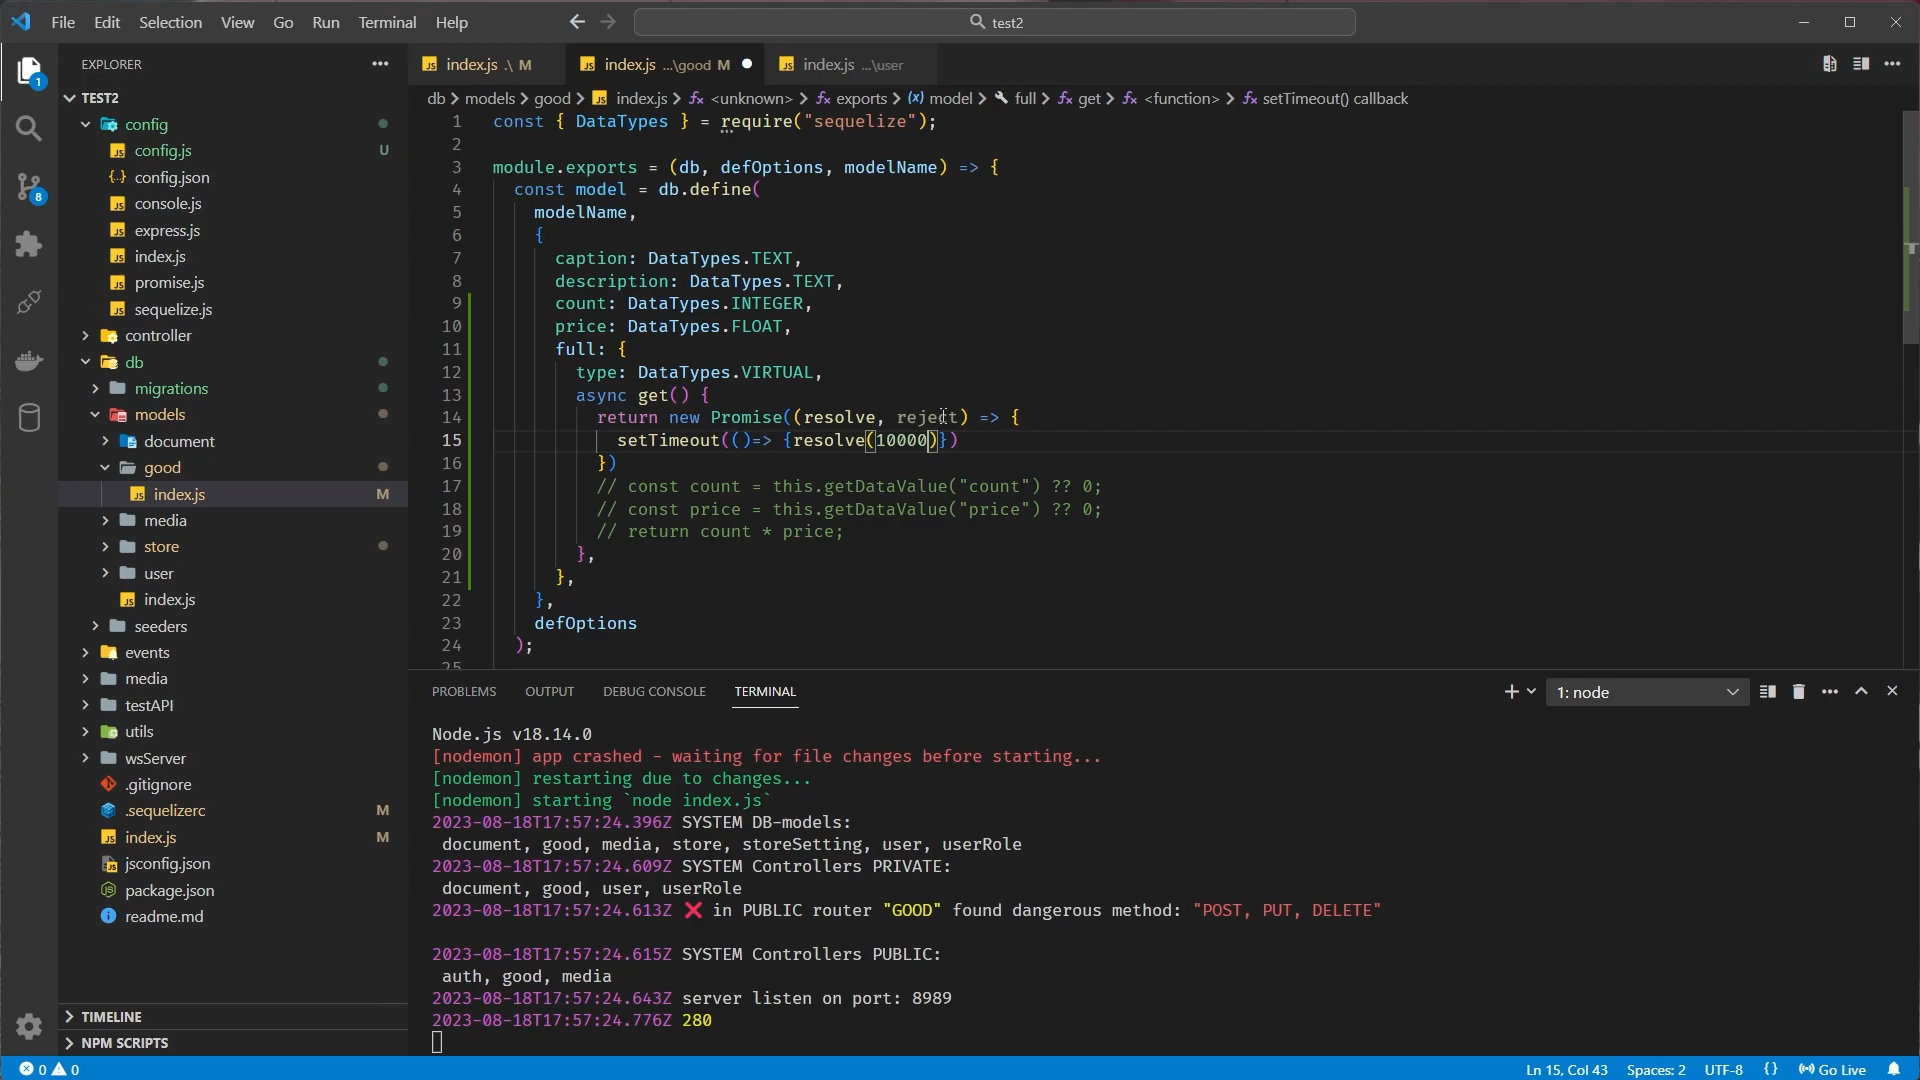 File Edit Selection View Go Run Terminal Help
test2
EXPLORER
index.js .\ M
index.js ...\good M
index.js ...\user
1
TEST2
db > models > good > index.js > <unknown> > exports > model > full > get > <function> > setTimeout() callback
config
config.js U
config.json
console.js
express.js
index.js
promise.js
sequelize.js
controller
db
migrations
models
document
good
index.js M
media
store
user
index.js
seeders
events
media
testAPI
utils
wsServer
.gitignore
.sequelizerc M
index.js M
jsconfig.json
package.json
readme.md
TIMELINE
NPM SCRIPTS
8
1 const { DataTypes } = require("sequelize");
2
3 module.exports = (db, defOptions, modelName) => {
4 const model = db.define(
5 modelName,
6 {
7 caption: DataTypes.TEXT,
8 description: DataTypes.TEXT,
9 count: DataTypes.INTEGER,
10 price: DataTypes.FLOAT,
11 full: {
12 type: DataTypes.VIRTUAL,
13 async get() {
14 return new Promise((resolve, reject) => {
15 setTimeout(()=> {resolve(10000)})
16 })
17 // const count = this.getDataValue("count") ?? 0;
18 // const price = this.getDataValue("price") ?? 0;
19 // return count * price;
20 },
21 },
22 },
23 defOptions
24 );
25
PROBLEMS OUTPUT DEBUG CONSOLE TERMINAL
1: node
Node.js v18.14.0
[nodemon] app crashed - waiting for file changes before starting...
[nodemon] restarting due to changes...
[nodemon] starting `node index.js`
2023-08-18T17:57:24.396Z SYSTEM DB-models:
document, good, media, store, storeSetting, user, userRole
2023-08-18T17:57:24.609Z SYSTEM Controllers PRIVATE:
document, good, user, userRole
2023-08-18T17:57:24.613Z ❌ in PUBLIC router "GOOD" found dangerous method: "POST, PUT, DELETE"
2023-08-18T17:57:24.615Z SYSTEM Controllers PUBLIC:
auth, good, media
2023-08-18T17:57:24.643Z server listen on port: 8989
2023-08-18T17:57:24.776Z 280
0 0
Ln 15, Col 43 Spaces: 2 UTF-8 {} Go Live